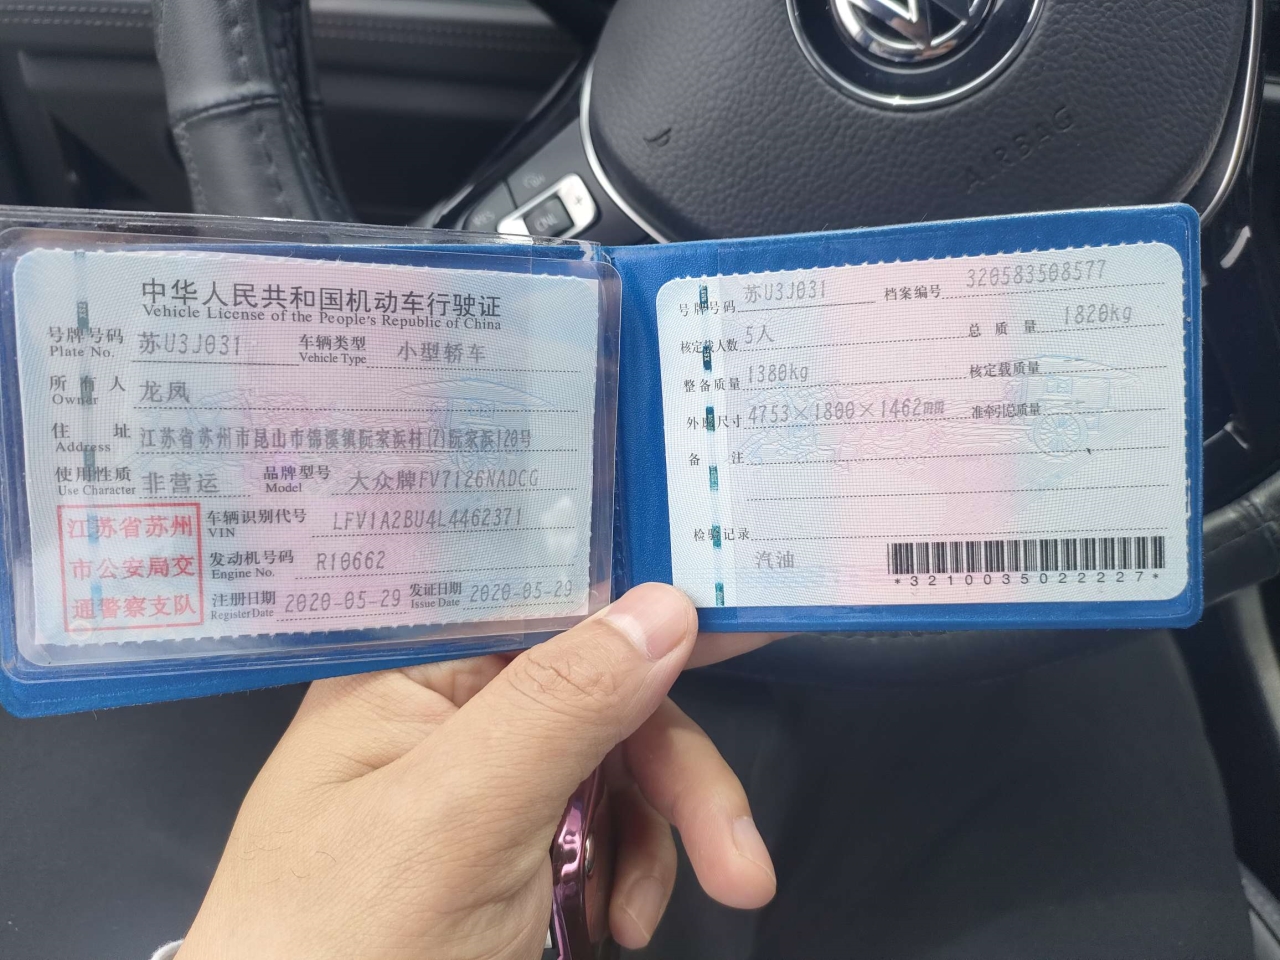 中华人民共和国机动车行驶证
Vehicle License of the People's Republic of China
号牌号码 苏U3J031 车辆类型 小型轿车
Plate No. Vehicle Type
所有人 龙凤
Owner
住址 江苏省苏州市昆山市锦溪镇阮家浜村(2)阮家浜120号
Address
使用性质 非营运 品牌型号 大众牌FV7126NADCG
Use Character Model
江苏省苏州
市公安局交
通警察支队
车辆识别代号 LFV1A2BU4L4462371
VIN
发动机号码 R10662
Engine No.
注册日期 2020-05-29 发证日期 2020-05-29
Register Date Issue Date
号牌号码 苏U3J031 档案编号 320583508577
核定载人数 5人 总质量 1820kg
整备质量 1380kg 核定载质量
外廓尺寸 4753×1800×1462mm 准牵引总质量
备注
检验记录
汽油
*3210035022227*
AIRBAG